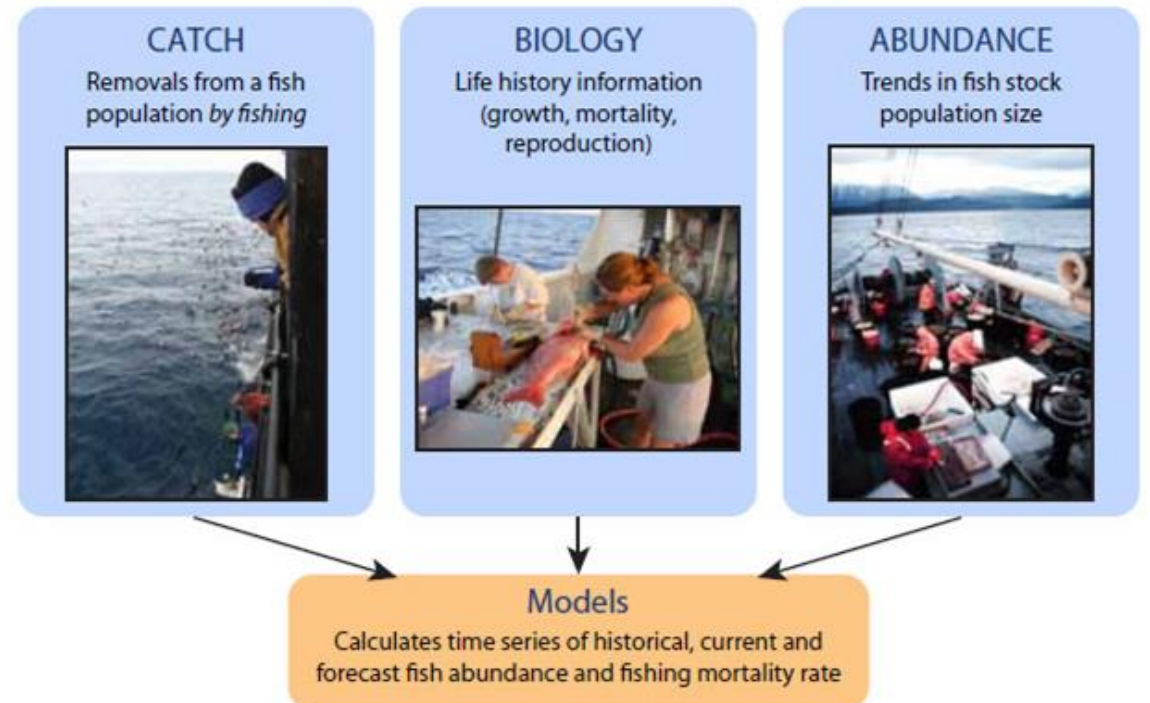 CATCH
Removals from a fish
population by fishing
BIOLOGY
Life history information
(growth, mortality,
reproduction)
ABUNDANCE
Trends in fish stock
population size
Models
Calculates time series of historical, current and
forecast fish abundance and fishing mortality rate